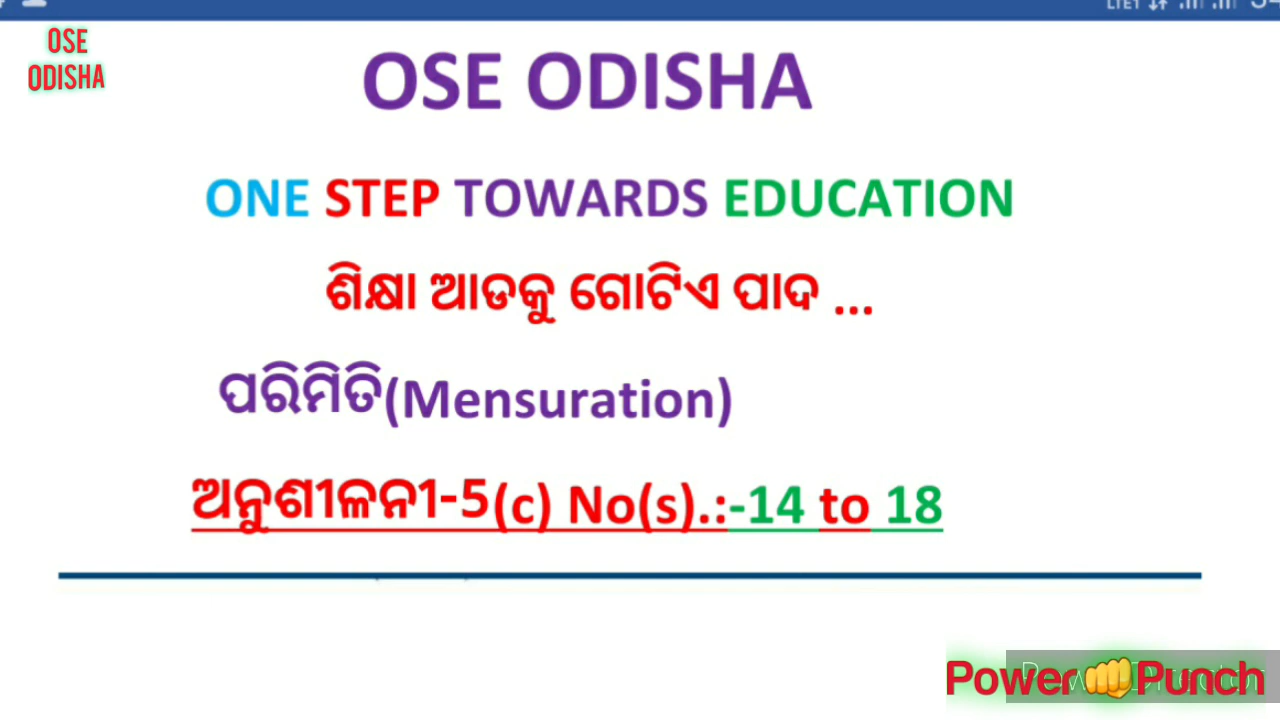 LTE1
OSE
ODISHA
OSE ODISHA
ONE STEP TOWARDS EDUCATION
ଶିକ୍ଷା ଆଡକୁ ଗୋଟିଏ ପାଦ ...
ପରିମିତି(Mensuration)
ଅନୁଶୀଳନୀ-5(c) No(s).:-14 to 18
Power👊Punch